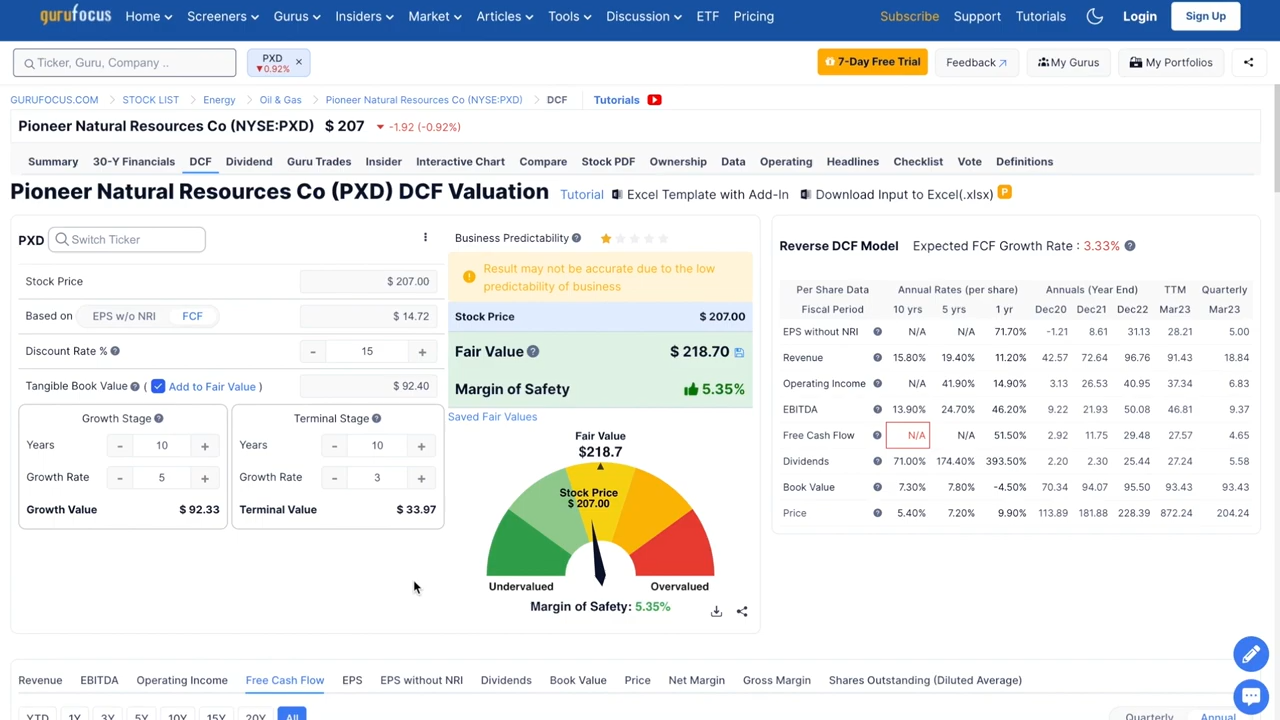 gurufocus Home Screeners Gurus Insiders Market Articles Tools Discussion ETF Pricing Subscribe Support Tutorials Login Sign Up
Ticker, Guru, Company .. PXD × 7-Day Free Trial Feedback My Gurus My Portfolios
▼0.92%
GURUFOCUS.COM > STOCK LIST > Energy > Oil & Gas > Pioneer Natural Resources Co (NYSE:PXD) > DCF Tutorials
Pioneer Natural Resources Co (NYSE:PXD) $ 207 -1.92 (-0.92%)
Summary 30-Y Financials DCF Dividend Guru Trades Insider Interactive Chart Compare Stock PDF Ownership Data Operating Headlines Checklist Vote Definitions
Pioneer Natural Resources Co (PXD) DCF Valuation Tutorial Excel Template with Add-In Download Input to Excel(.xlsx) P
PXD Switch Ticker
Stock Price $ 207.00
Based on EPS w/o NRI FCF $ 14.72
Discount Rate % - 15 +
Tangible Book Value ( Add to Fair Value ) $ 92.40
Growth Stage
Years - 10 +
Growth Rate - 5 +
Growth Value $ 92.33
Terminal Stage
Years - 10 +
Growth Rate - 3 +
Terminal Value $ 33.97
Business Predictability
Result may not be accurate due to the low
predictability of business
Stock Price $ 207.00
Fair Value $ 218.70
Margin of Safety 5.35%
Saved Fair Values
Fair Value
$218.7
Stock Price
$ 207.00
Undervalued Overvalued
Margin of Safety: 5.35%
Reverse DCF Model Expected FCF Growth Rate : 3.33%
Per Share Data Annual Rates (per share) Annuals (Year End) TTM Quarterly
Fiscal Period 10 yrs 5 yrs 1 yr Dec20 Dec21 Dec22 Mar23 Mar23
EPS without NRI N/A N/A 71.70% -1.21 8.61 31.13 28.21 5.00
Revenue 15.80% 19.40% 11.20% 42.57 72.64 96.76 91.43 18.84
Operating Income N/A 41.90% 14.90% 3.13 26.53 40.95 37.34 6.83
EBITDA 13.90% 24.70% 46.20% 9.22 21.93 50.08 46.81 9.37
Free Cash Flow N/A N/A 51.50% 2.92 11.75 29.48 27.57 4.65
Dividends 71.00% 174.40% 393.50% 2.20 2.30 25.44 27.24 5.58
Book Value 7.30% 7.80% -4.50% 70.34 94.07 95.50 93.43 93.43
Price 5.40% 7.20% 9.90% 113.89 181.88 228.39 872.24 204.24
Revenue EBITDA Operating Income Free Cash Flow EPS EPS without NRI Dividends Book Value Price Net Margin Gross Margin Shares Outstanding (Diluted Average)
YTD 1Y 3Y 5Y 10Y 15Y 20Y All Quarterly Annual